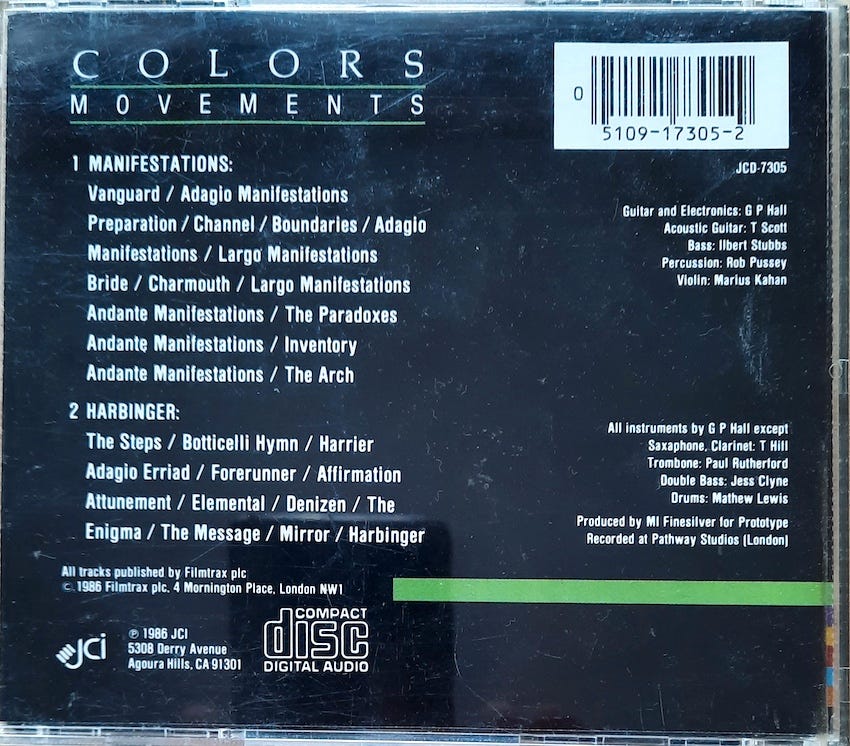 COLORS
MOVEMENTS
1 MANIFESTATIONS:
Vanguard / Adagio Manifestations
Preparation / Channel / Boundaries / Adagio
Manifestations / Largo Manifestations
Bride / Charmouth / Largo Manifestations
Andante Manifestations / The Paradoxes
Andante Manifestations / Inventory
Andante Manifestations / The Arch
2 HARBINGER:
The Steps / Botticelli Hymn / Harrier
Adagio Erriad / Forerunner / Affirmation
Attunement / Elemental / Denizen / The
Enigma / The Message / Mirror / Harbinger
All tracks published by Filmtrax plc
© 1986 Filmtrax plc, 4 Mornington Place, London NW1
JCi
℗ 1986 JCI
5308 Derry Avenue
Agoura Hills, CA 91301
COMPACT
disc
DIGITAL AUDIO
0 5109-17305-2
JCD-7305
Guitar and Electronics: G P Hall
Acoustic Guitar: T Scott
Bass: Ilbert Stubbs
Percussion: Rob Pussey
Violin: Marius Kahan
All instruments by G P Hall except
Saxaphone, Clarinet: T Hill
Trombone: Paul Rutherford
Double Bass: Jess Clyne
Drums: Mathew Lewis
Produced by MI Finesilver for Prototype
Recorded at Pathway Studios (London)